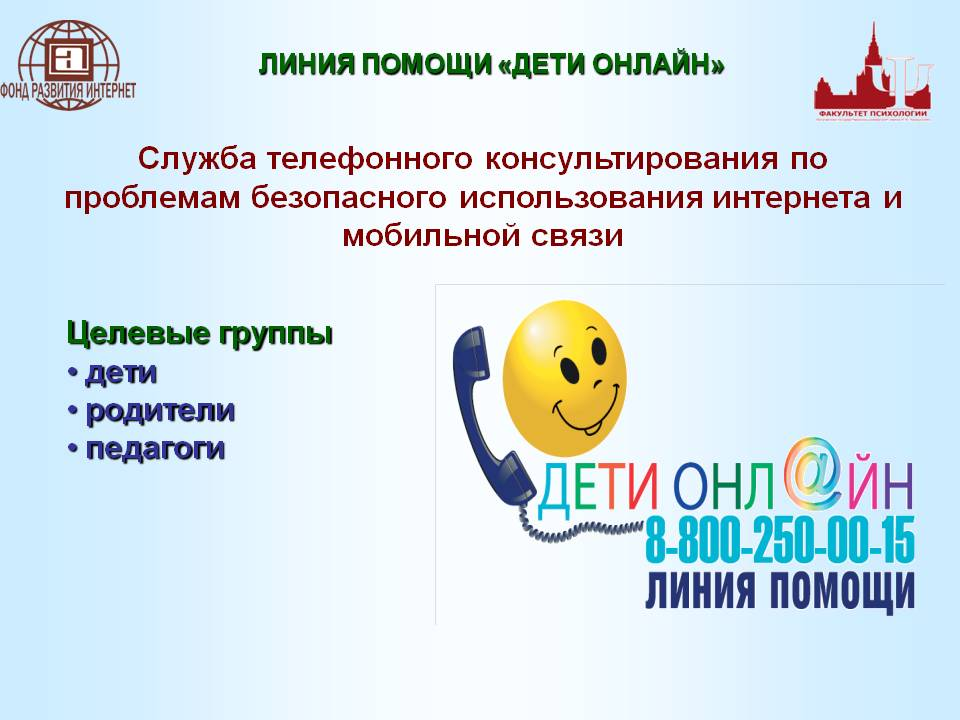 ЛИНИЯ ПОМОЩИ «ДЕТИ ОНЛАЙН»
ФОНД РАЗВИТИЯ ИНТЕРНЕТ
ФАКУЛЬТЕТ ПСИХОЛОГИИ
Служба телефонного консультирования по
проблемам безопасного использования интернета и
мобильной связи
Целевые группы
• дети
• родители
• педагоги
ДЕТИ ОНЛ@ЙН
8-800-250-00-15
ЛИНИЯ ПОМОЩИ